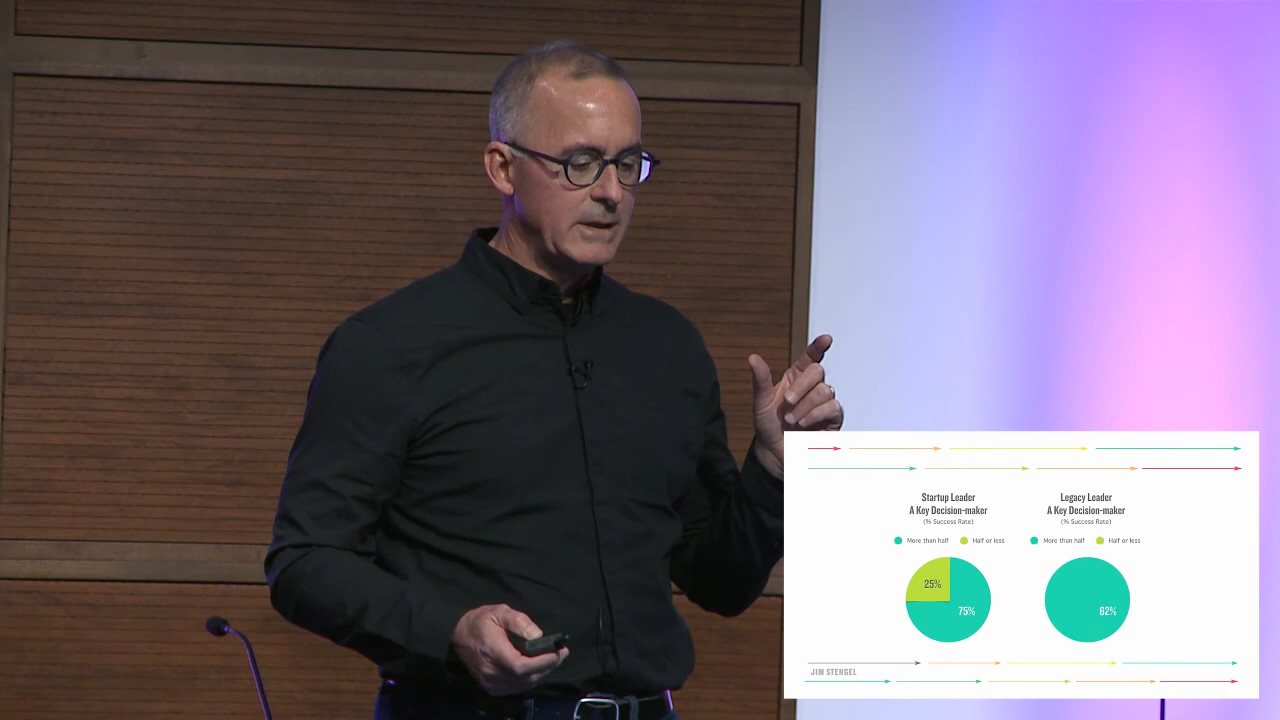 Startup Leader
A Key Decision-maker
(% Success Rate)
More than half
Half or less
25%
75%
Legacy Leader
A Key Decision-maker
(% Success Rate)
More than half
Half or less
62%
JIM STENGEL